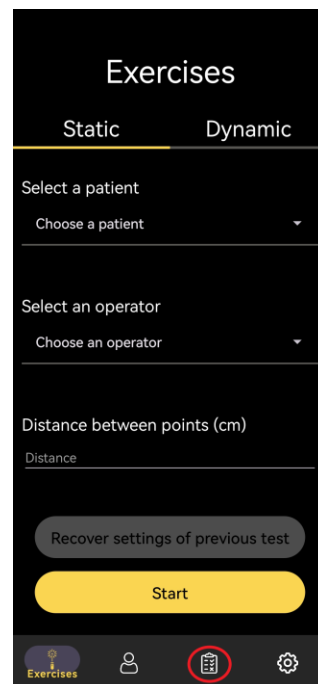 Exercises
Static Dynamic
Select a patient
Choose a patient
Select an operator
Choose an operator
Distance between points (cm)
Distance
Recover settings of previous test
Start
Exercises